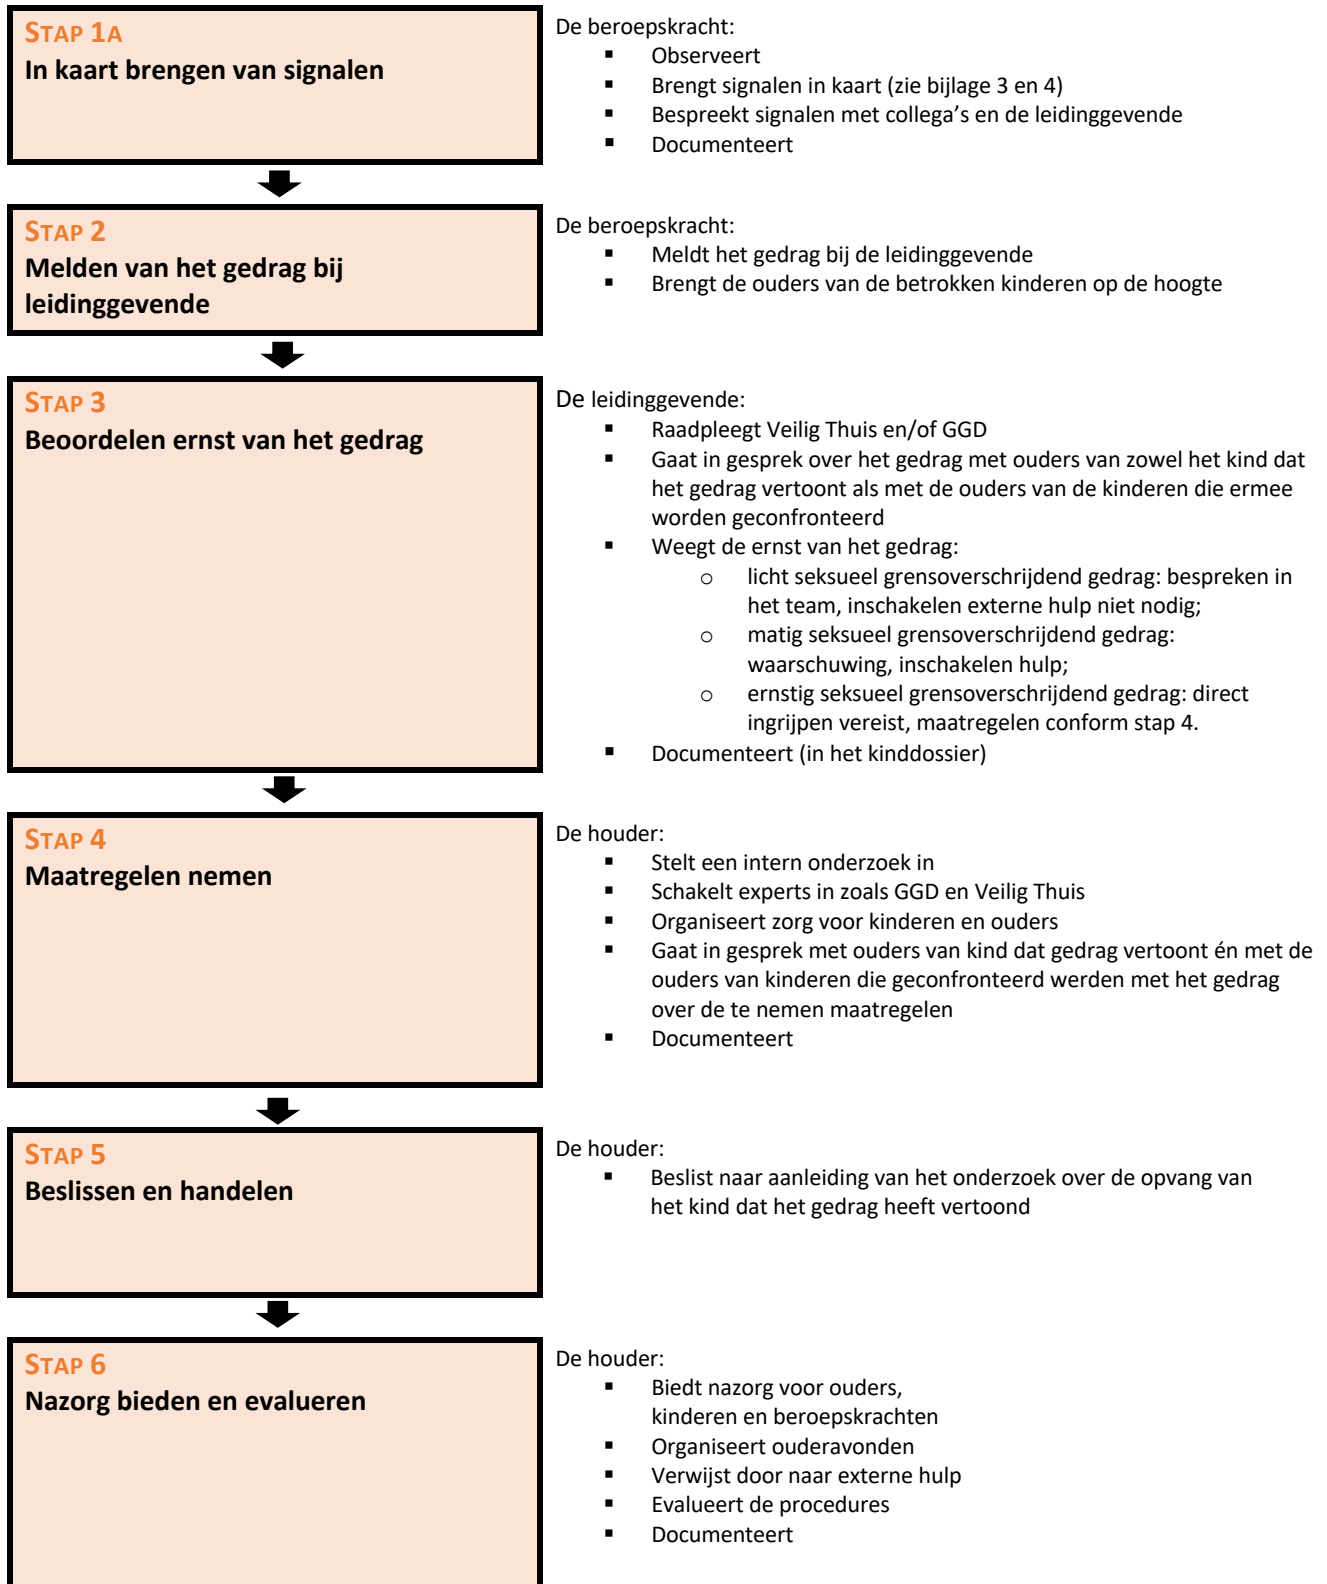 STAP 1A
In kaart brengen van signalen
De beroepskracht:
▪ Observeert
▪ Brengt signalen in kaart (zie bijlage 3 en 4)
▪ Bespreekt signalen met collega’s en de leidinggevende
▪ Documenteert
STAP 2
Melden van het gedrag bij
leidinggevende
De beroepskracht:
▪ Meldt het gedrag bij de leidinggevende
▪ Brengt de ouders van de betrokken kinderen op de hoogte
STAP 3
Beoordelen ernst van het gedrag
De leidinggevende:
▪ Raadpleegt Veilig Thuis en/of GGD
▪ Gaat in gesprek over het gedrag met ouders van zowel het kind dat
het gedrag vertoont als met de ouders van de kinderen die ermee
worden geconfronteerd
▪ Weegt de ernst van het gedrag:
o licht seksueel grensoverschrijdend gedrag: bespreken in
het team, inschakelen externe hulp niet nodig;
o matig seksueel grensoverschrijdend gedrag:
waarschuwing, inschakelen hulp;
o ernstig seksueel grensoverschrijdend gedrag: direct
ingrijpen vereist, maatregelen conform stap 4.
▪ Documenteert (in het kinddossier)
STAP 4
Maatregelen nemen
De houder:
▪ Stelt een intern onderzoek in
▪ Schakelt experts in zoals GGD en Veilig Thuis
▪ Organiseert zorg voor kinderen en ouders
▪ Gaat in gesprek met ouders van kind dat gedrag vertoont én met de
ouders van kinderen die geconfronteerd werden met het gedrag
over de te nemen maatregelen
▪ Documenteert
STAP 5
Beslissen en handelen
De houder:
▪ Beslist naar aanleiding van het onderzoek over de opvang van
het kind dat het gedrag heeft vertoond
STAP 6
Nazorg bieden en evalueren
De houder:
▪ Biedt nazorg voor ouders,
kinderen en beroepskrachten
▪ Organiseert ouderavonden
▪ Verwijst door naar externe hulp
▪ Evalueert de procedures
▪ Documenteert